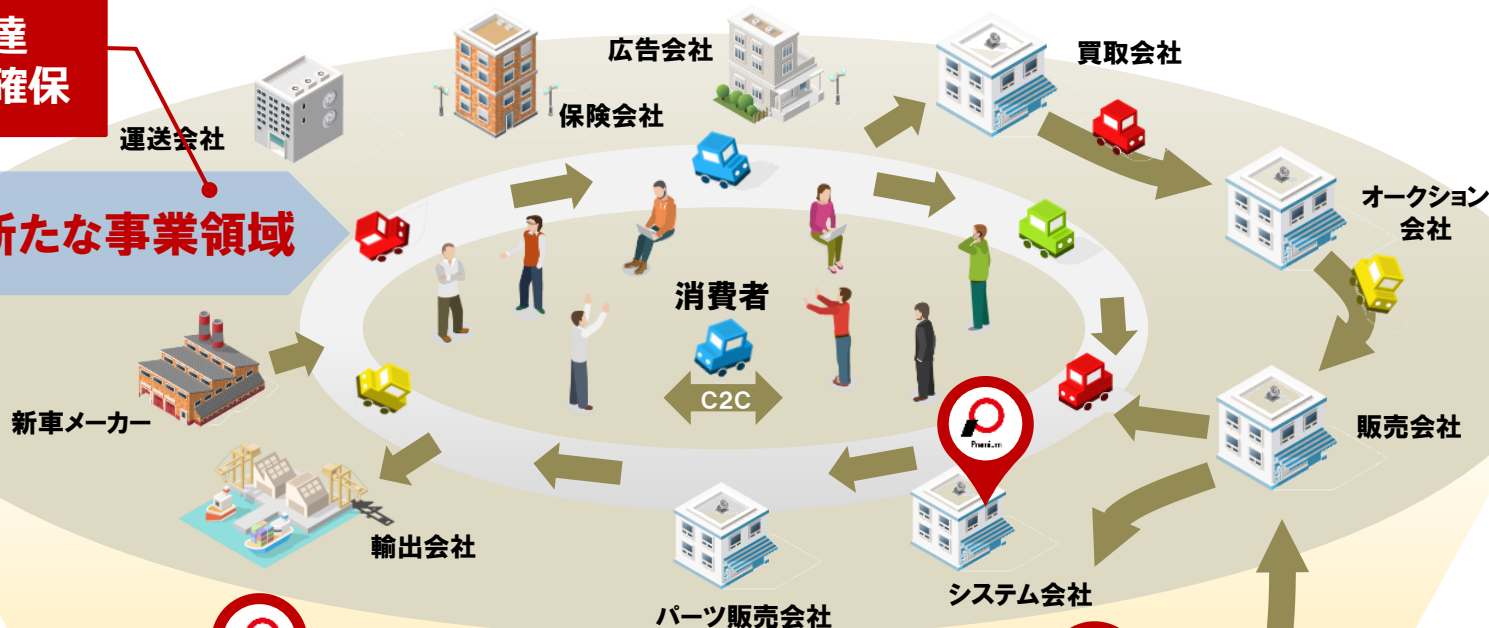 達
確保
広告会社
買取会社
保険会社
運送会社
オークション
会社
新たな事業領域
消費者
C2C
新車メーカー
Premium
販売会社
輸出会社
システム会社
パーツ販売会社